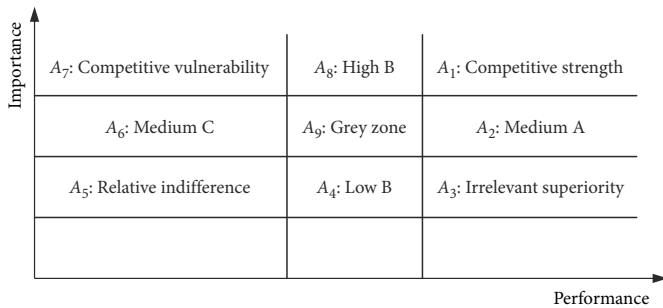 Importance
A7: Competitive vulnerability
A8: High B
A1: Competitive strength
A6: Medium C
A9: Grey zone
A2: Medium A
A5: Relative indifference
A4: Low B
A3: Irrelevant superiority
Performance